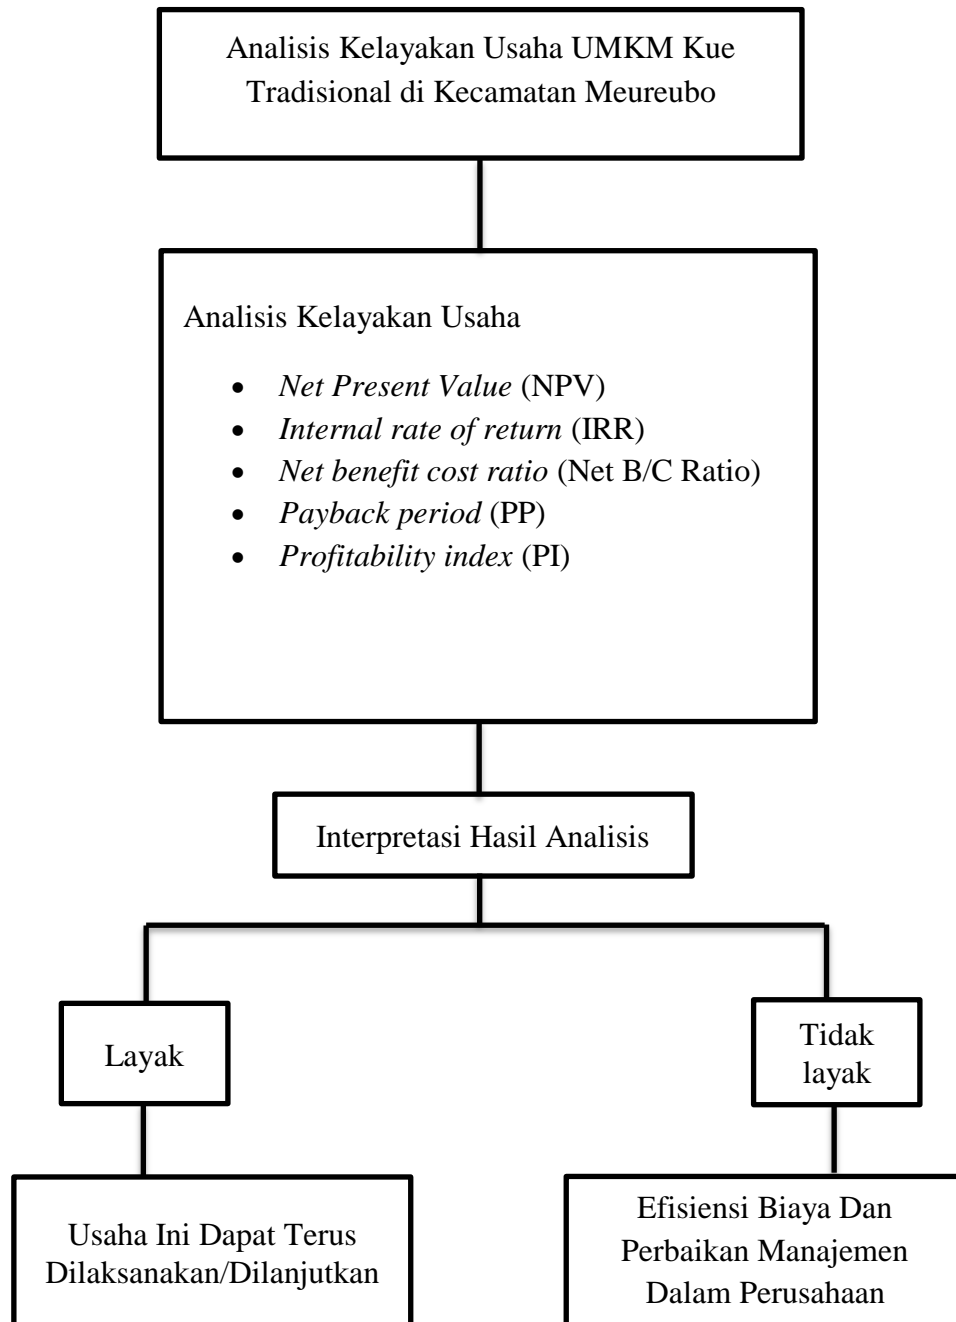 Analisis Kelayakan Usaha UMKM Kue
Tradisional di Kecamatan Meureubo
Analisis Kelayakan Usaha
• Net Present Value (NPV)
• Internal rate of return (IRR)
• Net benefit cost ratio (Net B/C Ratio)
• Payback period (PP)
• Profitability index (PI)
Interpretasi Hasil Analisis
Layak
Tidak
layak
Usaha Ini Dapat Terus
Dilaksanakan/Dilanjutkan
Efisiensi Biaya Dan
Perbaikan Manajemen
Dalam Perusahaan